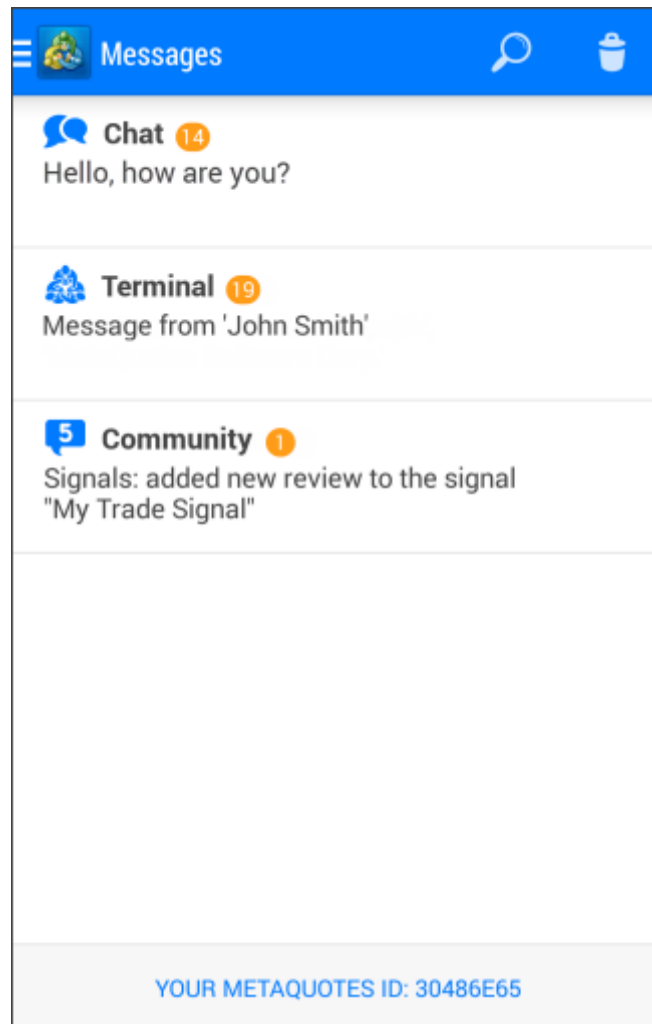 Messages
Chat 14
Hello, how are you?
Terminal 19
Message from 'John Smith'
5 Community 1
Signals: added new review to the signal
"My Trade Signal"
YOUR METAQUOTES ID: 30486E65